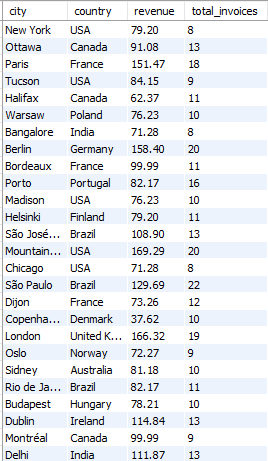 city country revenue total_invoices
New York USA 79.20 8
Ottawa Canada 91.08 13
Paris France 151.47 18
Tucson USA 84.15 9
Halifax Canada 62.37 11
Warsaw Poland 76.23 10
Bangalore India 71.28 8
Berlin Germany 158.40 20
Bordeaux France 99.99 11
Porto Portugal 82.17 16
Madison USA 76.23 10
Helsinki Finland 79.20 11
São José... Brazil 108.90 13
Mountain... USA 169.29 20
Chicago USA 71.28 8
São Paulo Brazil 129.69 22
Dijon France 73.26 12
Copenha... Denmark 37.62 10
London United K... 166.32 19
Oslo Norway 72.27 9
Sidney Australia 81.18 10
Rio de Ja... Brazil 82.17 11
Budapest Hungary 78.21 10
Dublin Ireland 114.84 13
Montréal Canada 99.99 9
Delhi India 111.87 13